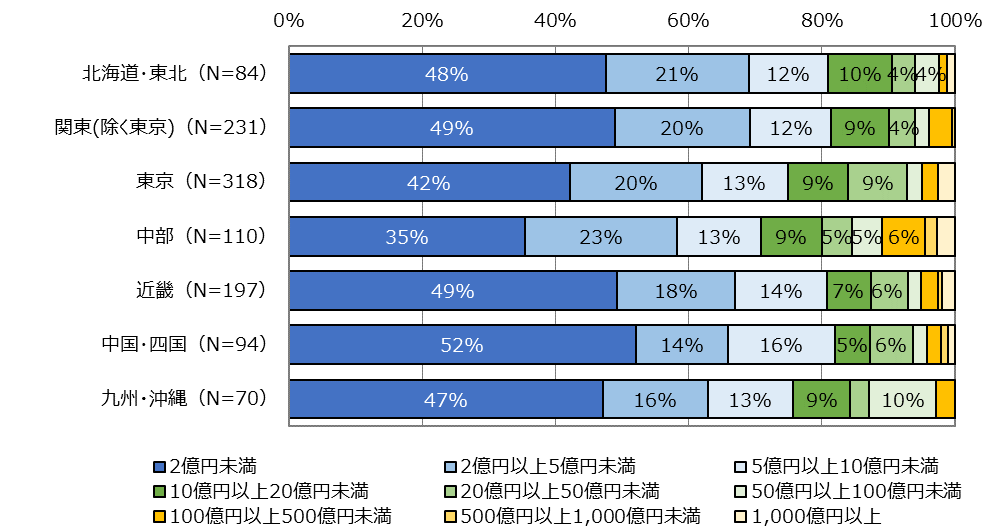 0% 20% 40% 60% 80% 100%
北海道・東北（N=84） 48% 21% 12% 10% 4% 4%
関東(除く東京)（N=231） 49% 20% 12% 9% 4%
東京（N=318） 42% 20% 13% 9% 9%
中部（N=110） 35% 23% 13% 9% 5% 5% 6%
近畿（N=197） 49% 18% 14% 7% 6%
中国・四国（N=94） 52% 14% 16% 5% 6%
九州・沖縄（N=70） 47% 16% 13% 9% 10%
2億円未満 2億円以上5億円未満 5億円以上10億円未満
10億円以上20億円未満 20億円以上50億円未満 50億円以上100億円未満
100億円以上500億円未満 500億円以上1,000億円未満 1,000億円以上